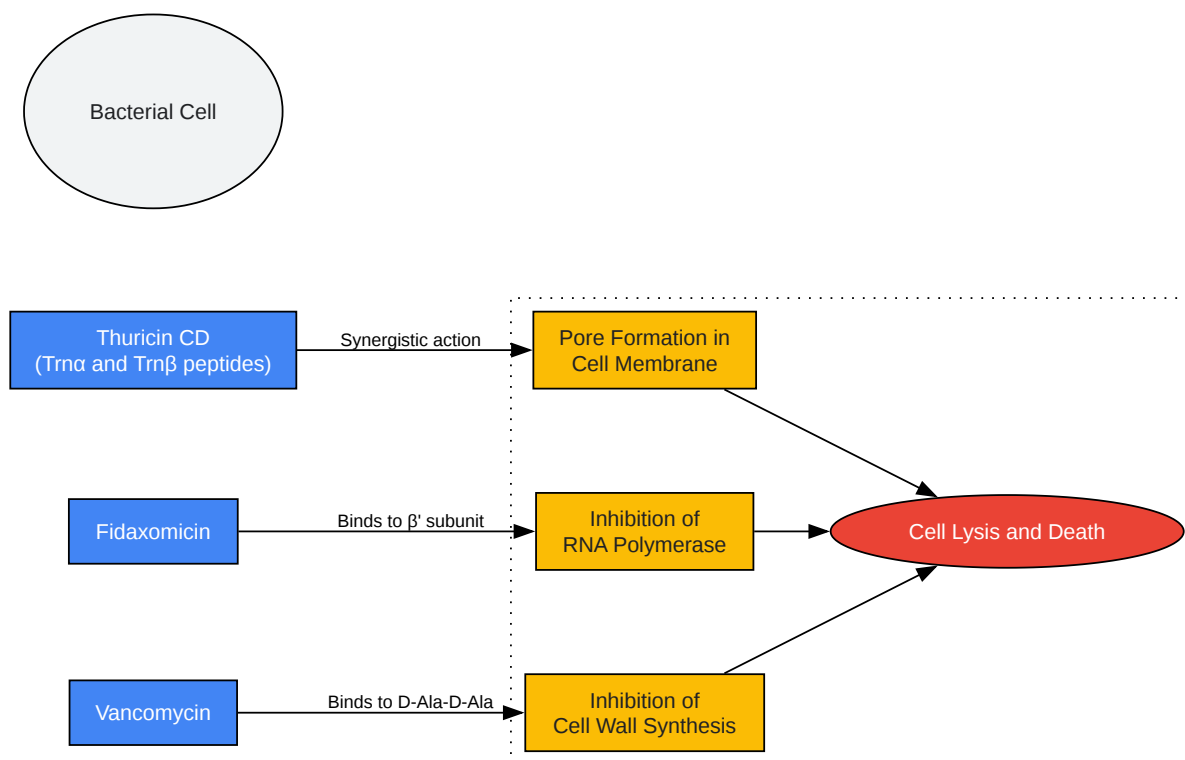 Bacterial Cell
Thuricin CD
(Trnα and Trnβ peptides)
Synergistic action
Pore Formation in
Cell Membrane
Fidaxomicin
Binds to β' subunit
Inhibition of
RNA Polymerase
Cell Lysis and Death
Vancomycin
Binds to D-Ala-D-Ala
Inhibition of
Cell Wall Synthesis